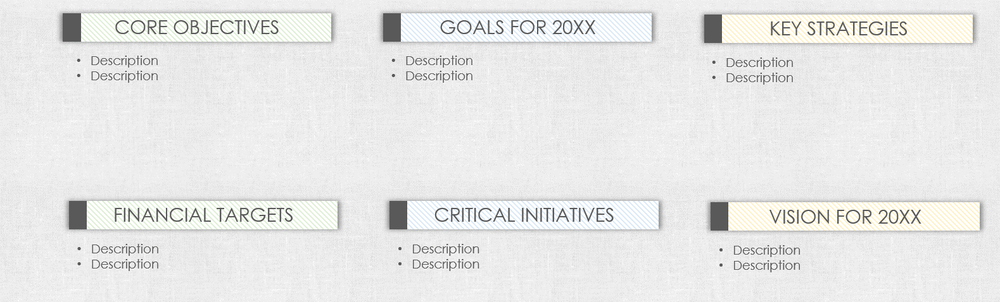 CORE OBJECTIVES
• Description
• Description
GOALS FOR 20XX
• Description
• Description
KEY STRATEGIES
• Description
• Description
FINANCIAL TARGETS
• Description
• Description
CRITICAL INITIATIVES
• Description
• Description
VISION FOR 20XX
• Description
• Description